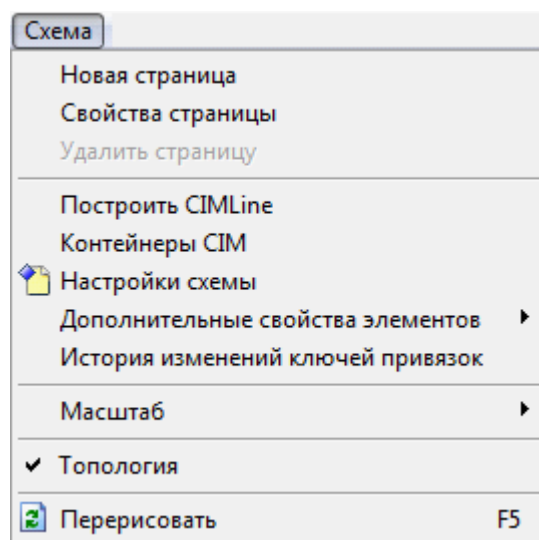 Схема
Новая страница
Свойства страницы
Удалить страницу
Построить CIMLine
Контейнеры CIM
Настройки схемы
Дополнительные свойства элементов
История изменений ключей привязок
Масштаб
Топология
Перерисовать F5